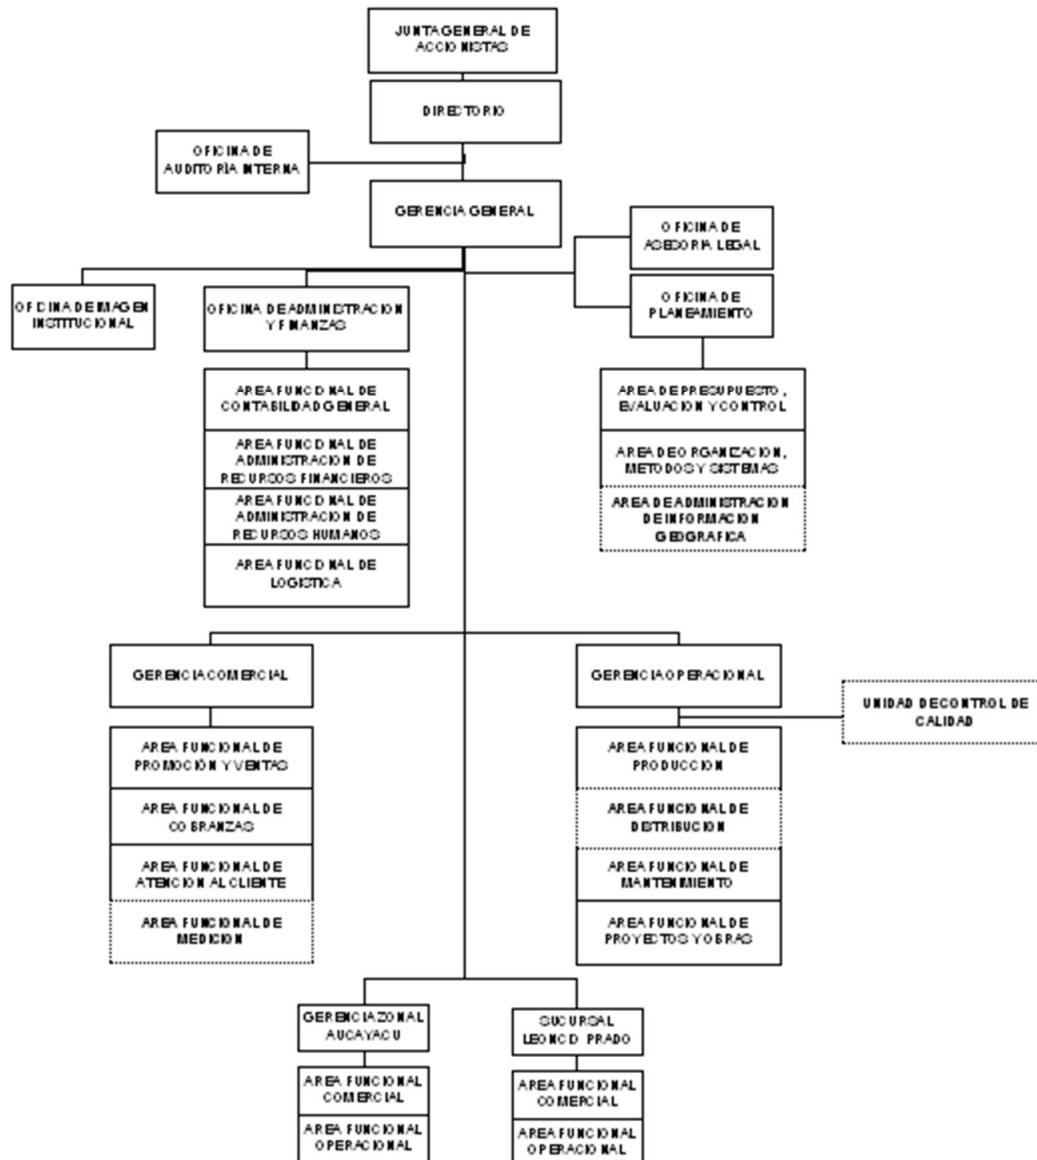 JUNTA GENERAL DE
ACCIONISTAS
DIRECTORIO
OFICINA DE
AUDITORÍA INTERNA
GERENCIA GENERAL
OFICINA DE
ASESORIA LEGAL
OFICINA DE IMAGEN
INSTITUCIONAL
OFICINA DE ADMINISTRACION
Y FINANZAS
OFICINA DE
PLANEAMIENTO
AREA FUNCIONAL DE
CONTABILIDAD GENERAL
AREA FUNCIONAL DE
ADMINISTRACION DE
RECURSOS FINANCIEROS
AREA FUNCIONAL DE
ADMINISTRACION DE
RECURSOS HUMANOS
AREA FUNCIONAL DE
LOGISTICA
AREA DE PRESUPUESTO,
EVALUACION Y CONTROL
AREA DE ORGANIZACION,
METODOS Y SISTEMAS
AREA DE ADMINISTRACION
DE INFORMACION
GEOGRAFICA
GERENCIA COMERCIAL
AREA FUNCIONAL DE
PROMOCIÓN Y VENTAS
AREA FUNCIONAL DE
COBRANZAS
AREA FUNCIONAL DE
ATENCION AL CLIENTE
AREA FUNCIONAL DE
MEDICION
GERENCIA OPERACIONAL
UNIDAD DE CONTROL DE
CALIDAD
AREA FUNCIONAL DE
PRODUCCION
AREA FUNCIONAL DE
DISTRIBUCION
AREA FUNCIONAL DE
MANTENIMIENTO
AREA FUNCIONAL DE
PROYECTOS Y OBRAS
GERENCIA ZONAL
AUCAYACU
AREA FUNCIONAL
COMERCIAL
AREA FUNCIONAL
OPERACIONAL
SUCURSAL
LEONCIO PRADO
AREA FUNCIONAL
COMERCIAL
AREA FUNCIONAL
OPERACIONAL